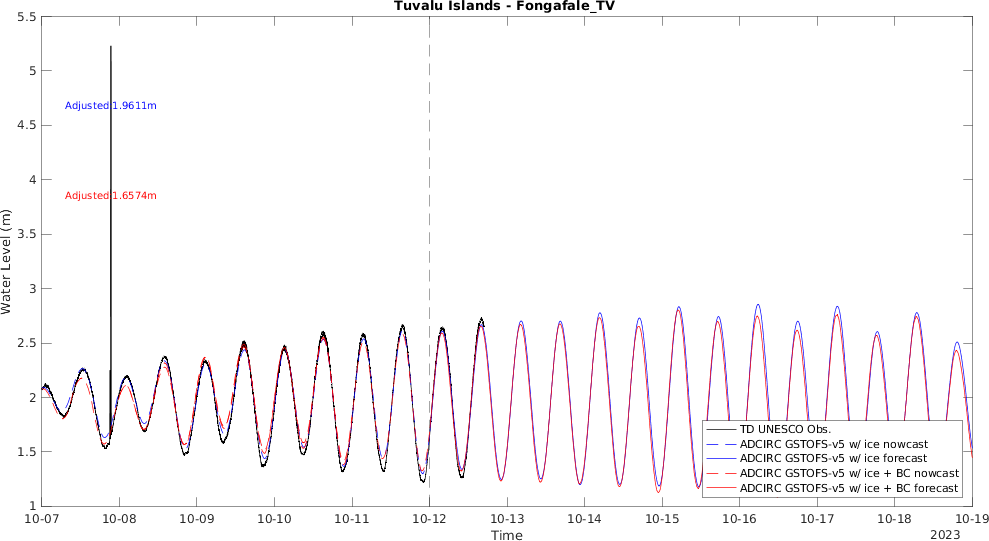 Tuvalu Islands - Fongafale_TV
Water Level (m)
5.5
5
4.5
4
3.5
3
2.5
2
1.5
1
Adjusted 1.9611m
Adjusted 1.6574m
TD UNESCO Obs.
ADCIRC GSTOFS-v5 w/ ice nowcast
ADCIRC GSTOFS-v5 w/ ice forecast
ADCIRC GSTOFS-v5 w/ ice + BC nowcast
ADCIRC GSTOFS-v5 w/ ice + BC forecast
10-07 10-08 10-09 10-10 10-11 10-12 10-13 10-14 10-15 10-16 10-17 10-18 10-19
Time
2023